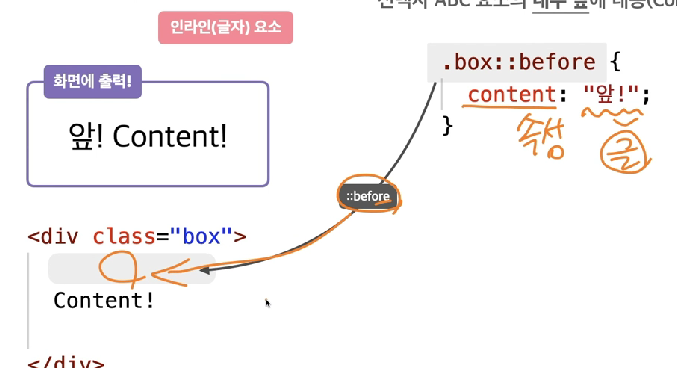 선택자 ABC 요소의 내부 앞에 내용(Con
인라인(글자) 요소
.box::before {
content: "앞!";
}
속성
글
화면에 출력!
앞! Content!
::before
<div class="box">
Content!
</div>